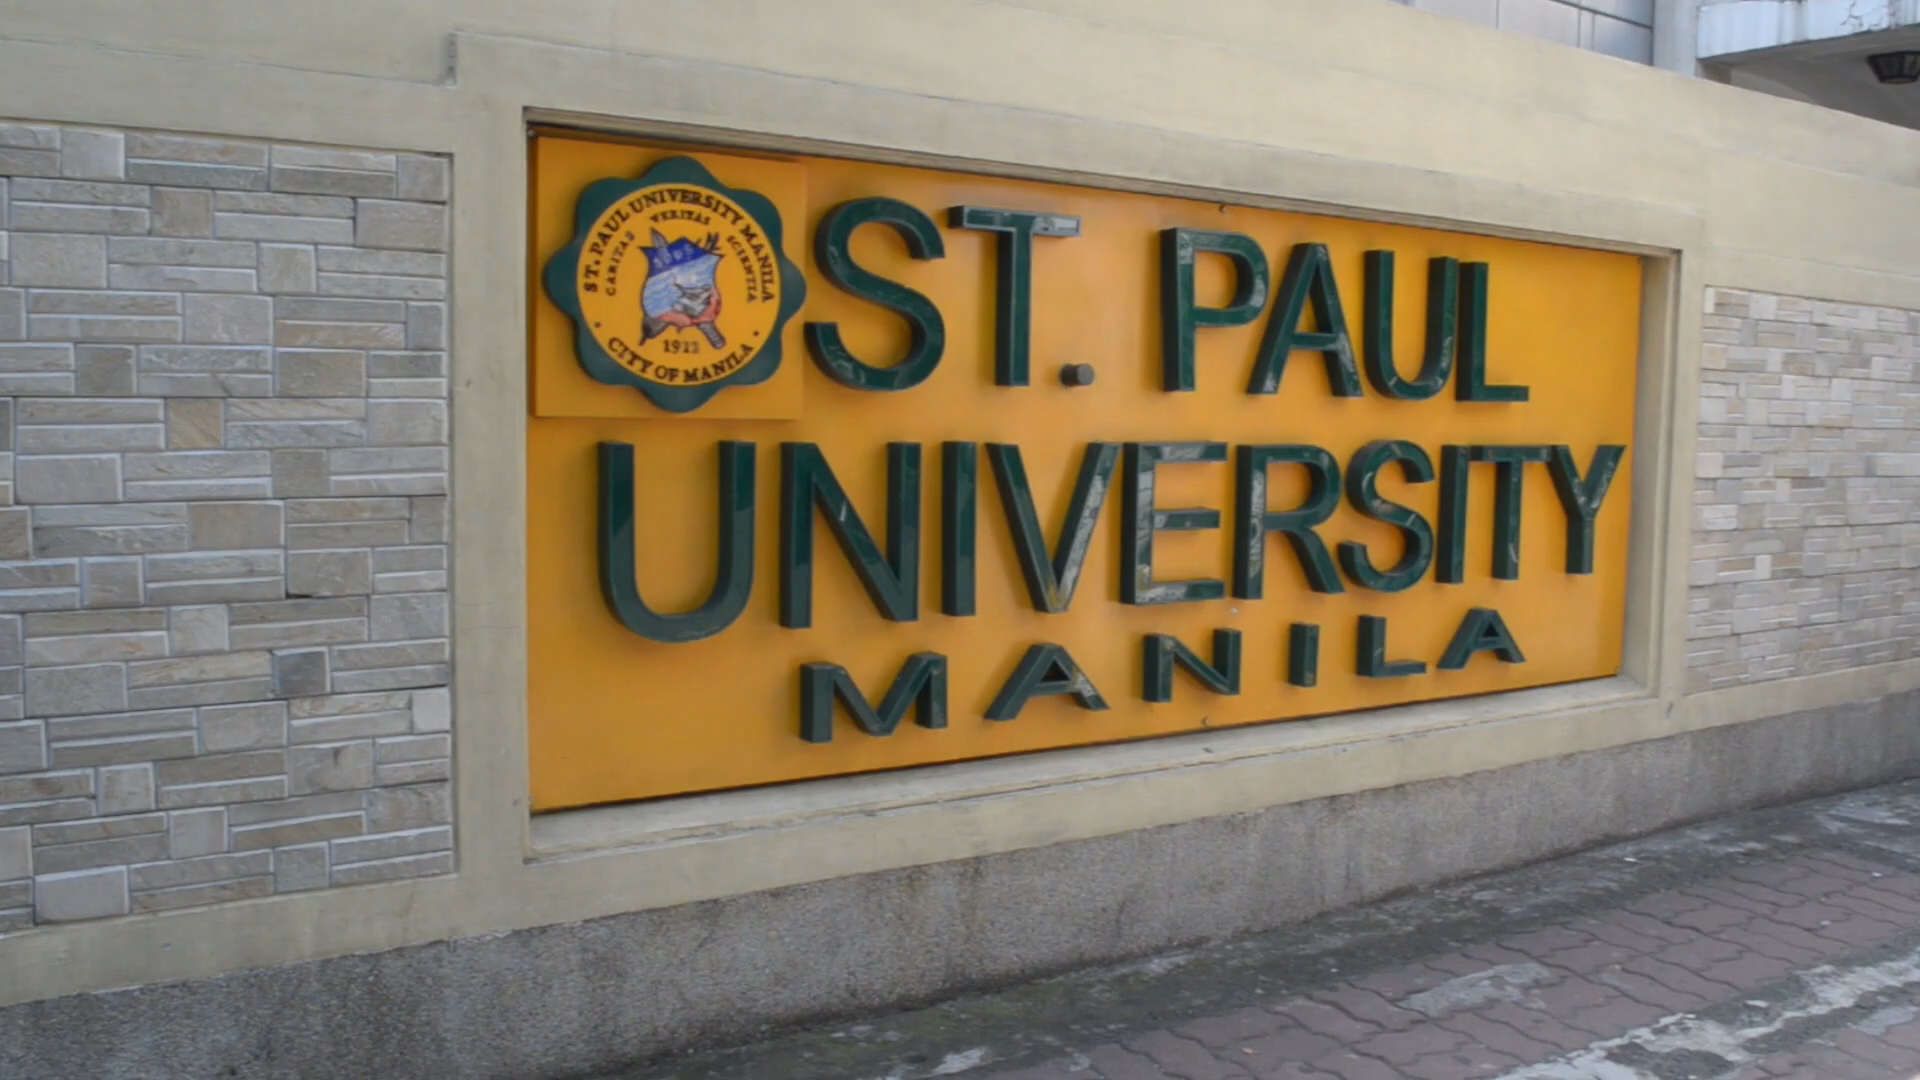 ST. PAUL UNIVERSITY MANILA
CARITAS VERITAS SCIENTIA
1912
CITY OF MANILA
ST. PAUL
UNIVERSITY
MANILA